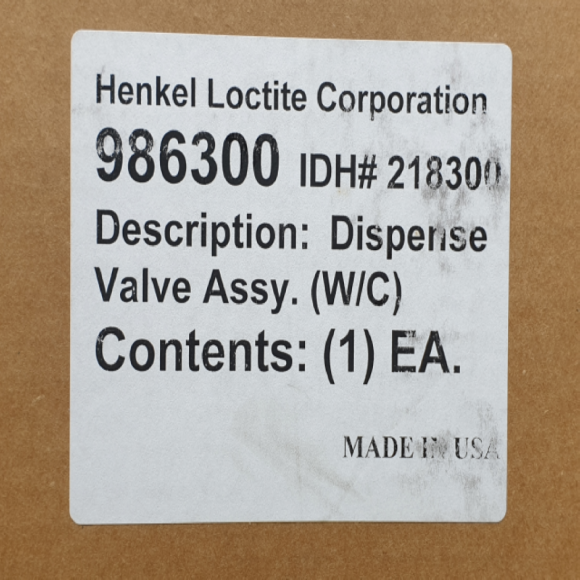 Henkel Loctite Corporation
986300 IDH# 218300
Description: Dispense
Valve Assy. (W/C)
Contents: (1) EA.
MADE IN USA